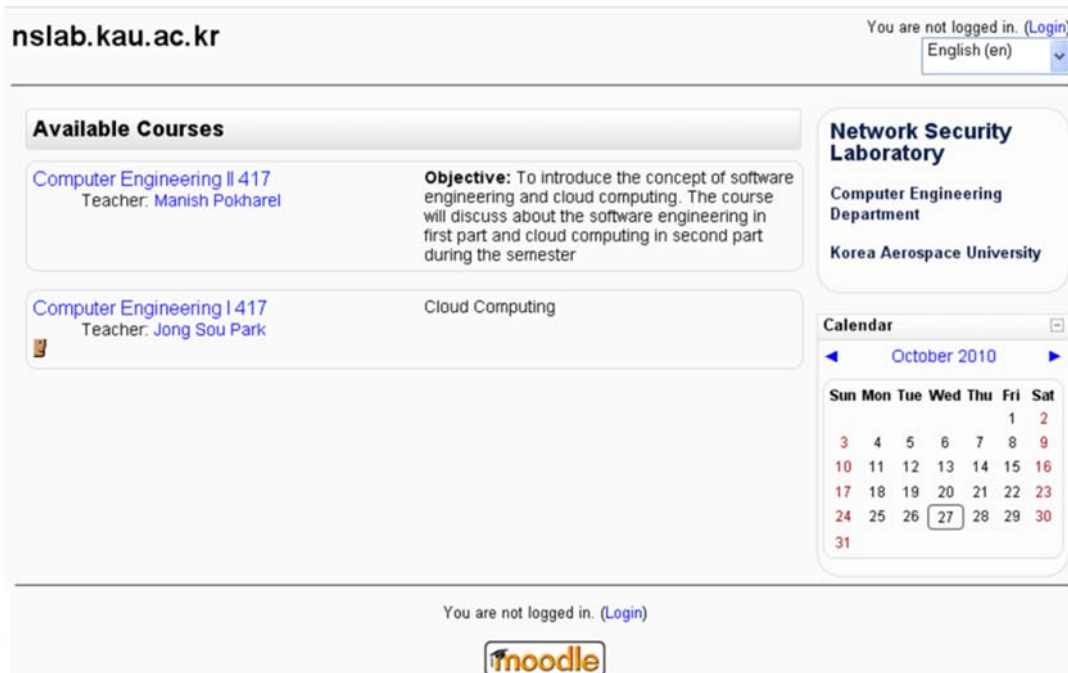 nslab.kau.ac.kr
You are not logged in. (Login)
English (en)
Available Courses
Computer Engineering II 417
Teacher: Manish Pokharel
Objective: To introduce the concept of software
engineering and cloud computing. The course
will discuss about the software engineering in
first part and cloud computing in second part
during the semester
Computer Engineering I 417
Teacher: Jong Sou Park
Cloud Computing
Network Security
Laboratory
Computer Engineering
Department
Korea Aerospace University
Calendar
October 2010
Sun Mon Tue Wed Thu Fri Sat
1 2
3 4 5 6 7 8 9
10 11 12 13 14 15 16
17 18 19 20 21 22 23
24 25 26 27 28 29 30
31
You are not logged in. (Login)
moodle